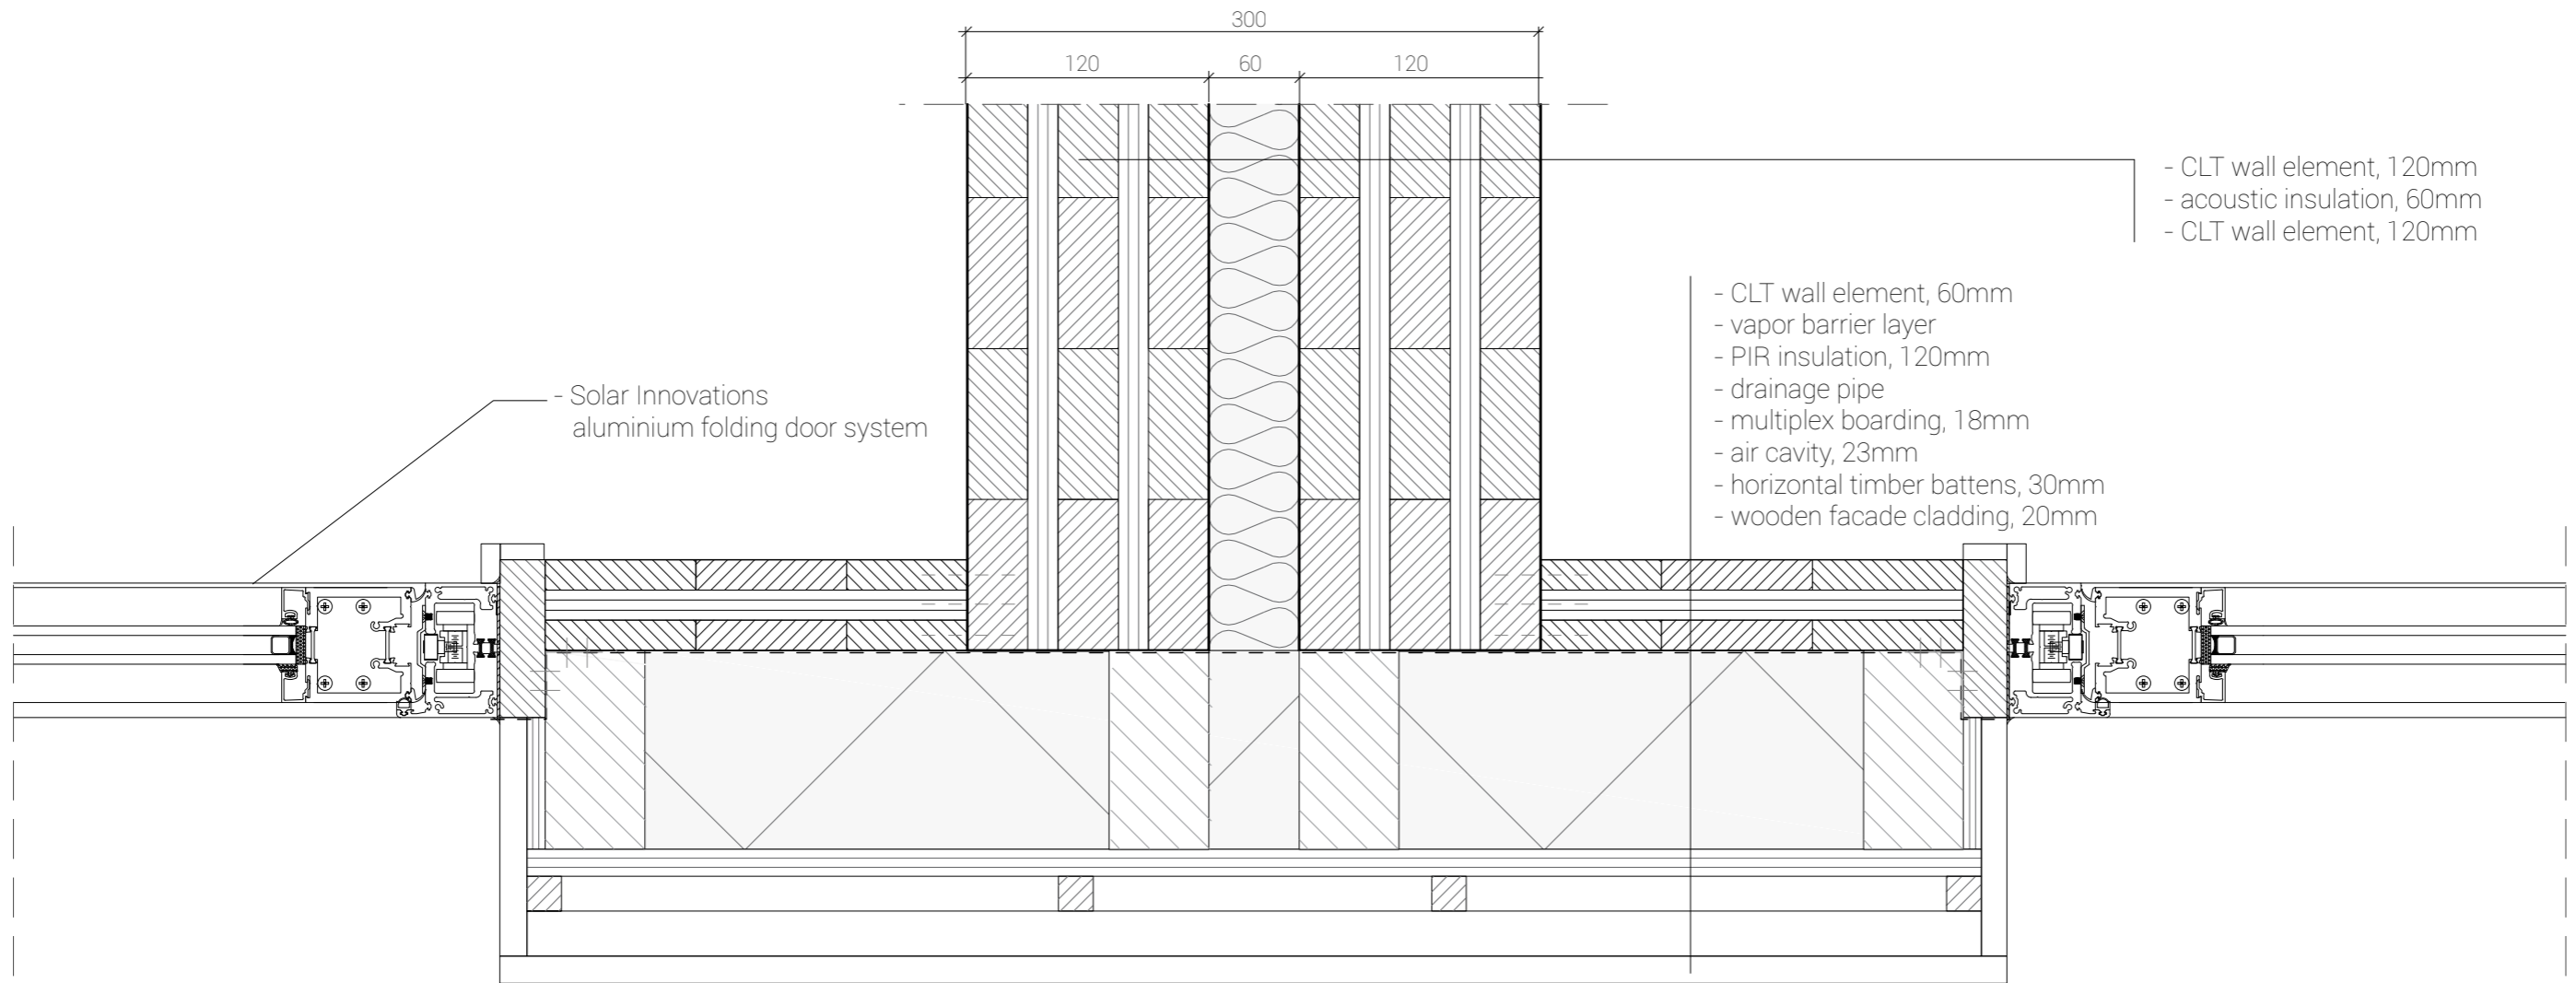 300
120
60
120
- CLT wall element, 120mm
- acoustic insulation, 60mm
- CLT wall element, 120mm
- CLT wall element, 60mm
- vapor barrier layer
- PIR insulation, 120mm
- drainage pipe
- multiplex boarding, 18mm
- air cavity, 23mm
- horizontal timber battens, 30mm
- wooden facade cladding, 20mm
- Solar Innovations
aluminium folding door system